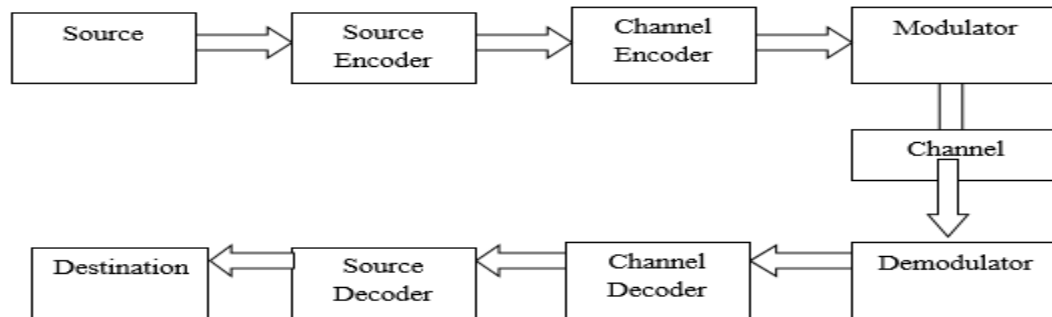 Source
Source
Encoder
Channel
Encoder
Modulator
Channel
Destination
Source
Decoder
Channel
Decoder
Demodulator